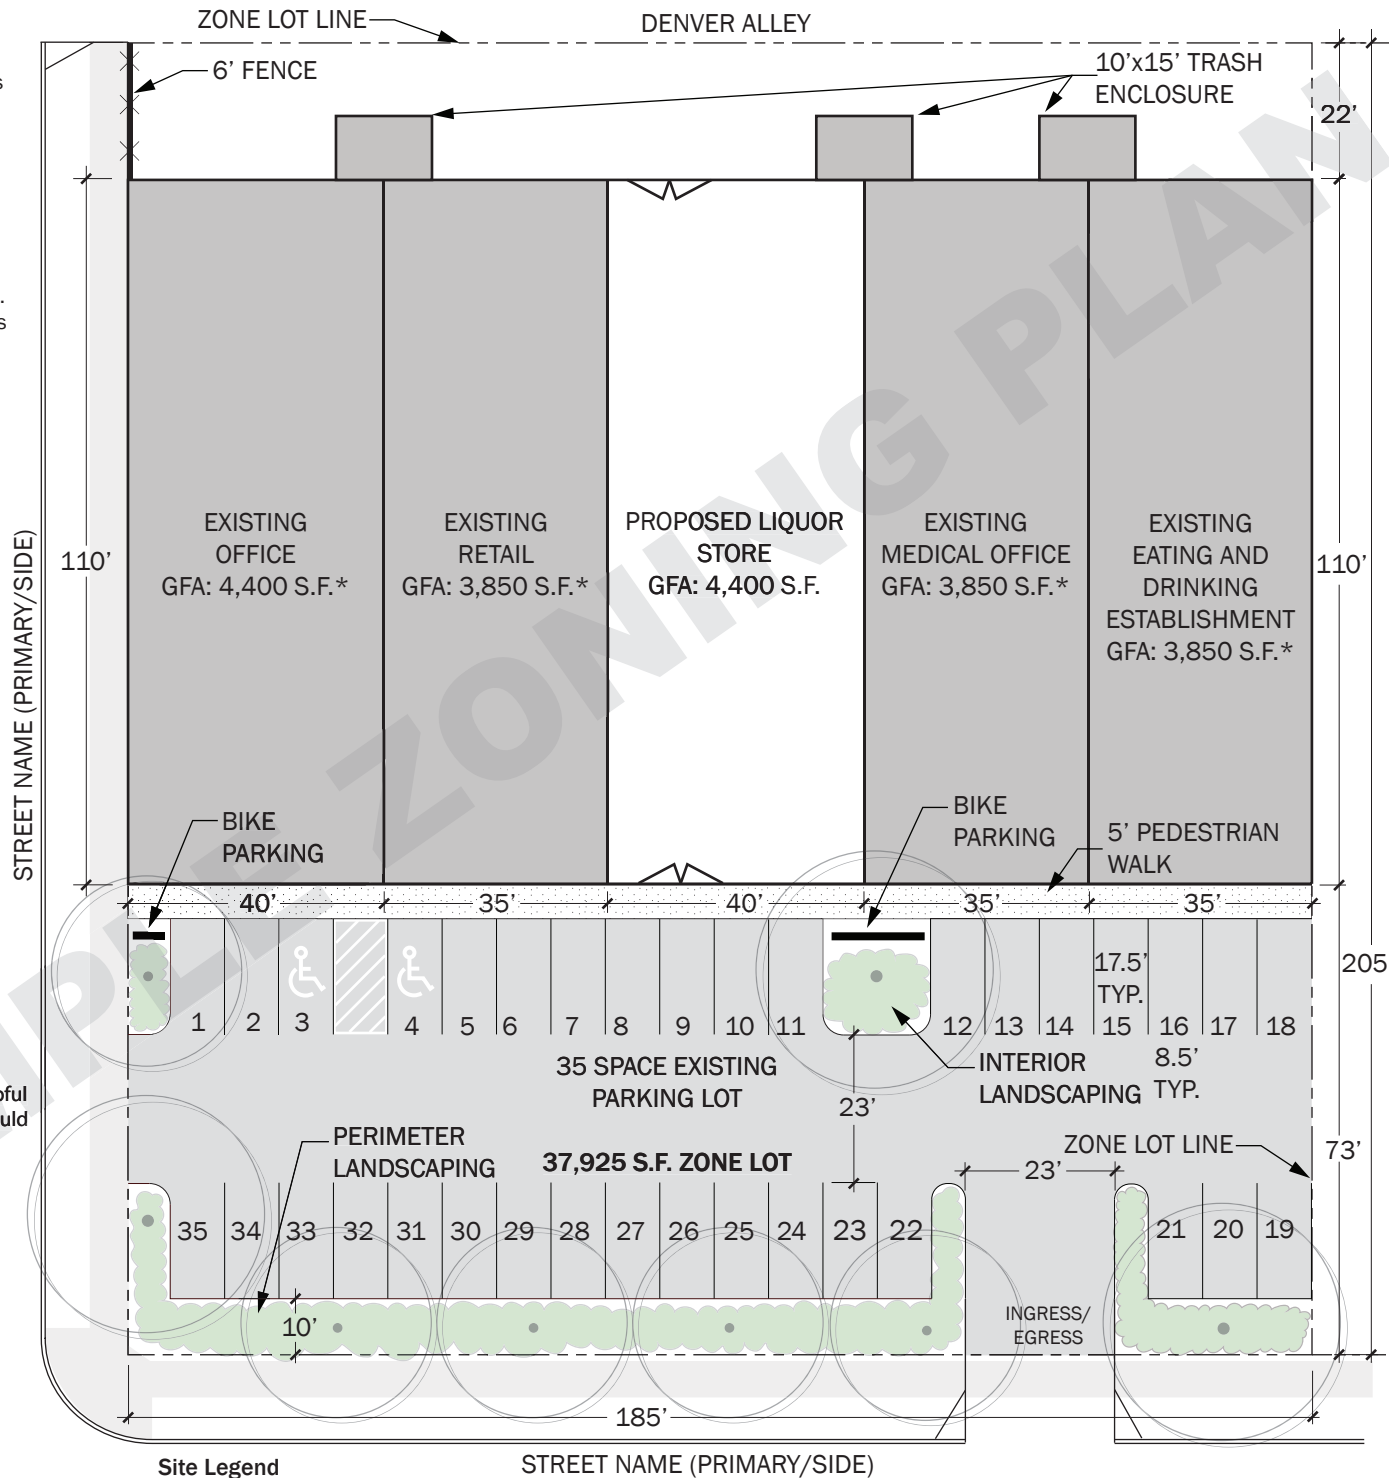 ZONE LOT LINE
DENVER ALLEY
6' FENCE
10'x15' TRASH
ENCLOSURE
22'
s
.
s
110'
STREET NAME (PRIMARY/SIDE)
EXISTING
OFFICE
GFA: 4,400 S.F.*
EXISTING
RETAIL
GFA: 3,850 S.F.*
PROPOSED LIQUOR
STORE
GFA: 4,400 S.F.
EXISTING
MEDICAL OFFICE
GFA: 3,850 S.F.*
EXISTING
EATING AND
DRINKING
ESTABLISHMENT
GFA: 3,850 S.F.*
110'
BIKE
PARKING
BIKE
PARKING
5' PEDESTRIAN
WALK
40' 35' 40' 35' 35'
205
17.5'
TYP.
1 2 3 4 5 6 7 8 9 10 11 12 13 14 15 16 17 18
8.5'
TYP.
35 SPACE EXISTING
PARKING LOT
INTERIOR
LANDSCAPING
23'
pful
uld
PERIMETER
LANDSCAPING
37,925 S.F. ZONE LOT
ZONE LOT LINE
73'
23'
35 34 33 32 31 30 29 28 27 26 25 24 23 22 21 20 19
10'
INGRESS/
EGRESS
185'
Site Legend
STREET NAME (PRIMARY/SIDE)
MPLE ZONING PLAN